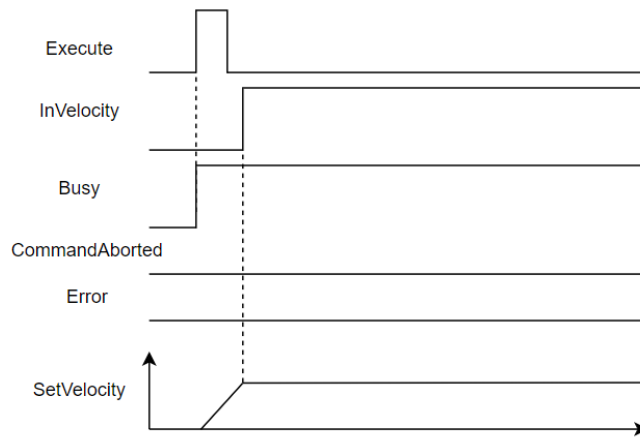 Execute
InVelocity
Busy
CommandAborted
Error
SetVelocity